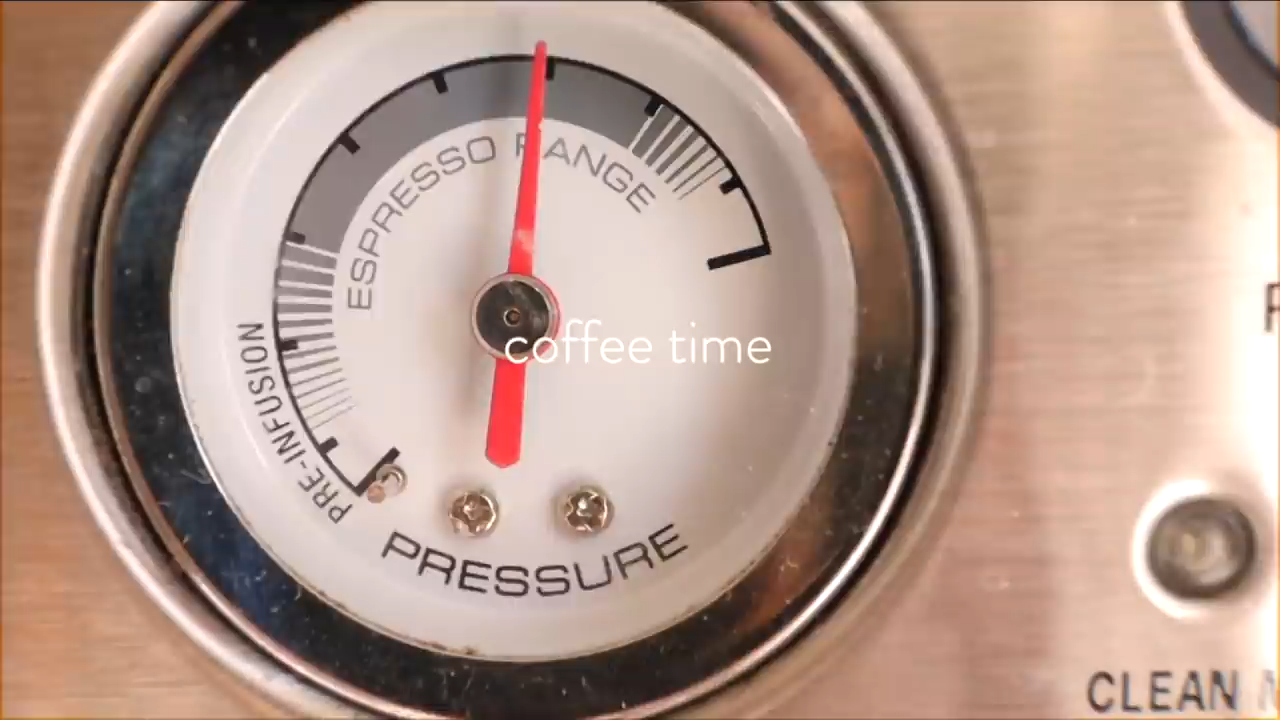 ESPRESSO RANGE
PRE-INFUSION
coffee time
PRESSURE
CLEAN